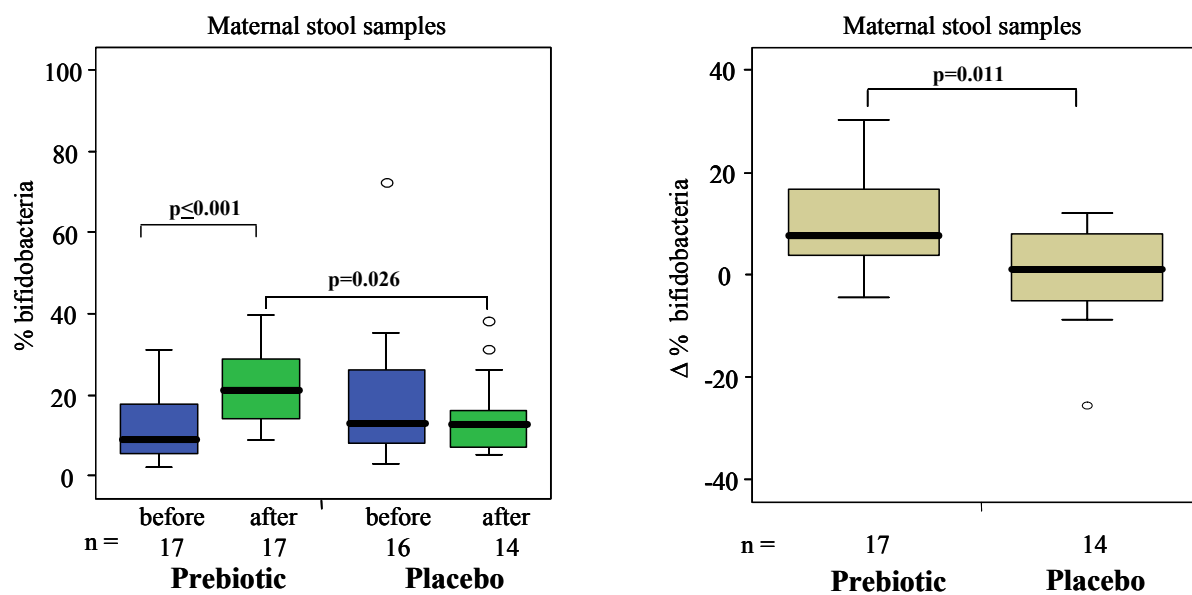 Maternal stool samples
100
80
60
40
20
0
% bifidobacteria
p≤0.001
p=0.026
before after before after
n = 17 17 16 14
Prebiotic Placebo
Maternal stool samples
40
20
0
-20
-40
Δ % bifidobacteria
p=0.011
n = 17 14
Prebiotic Placebo